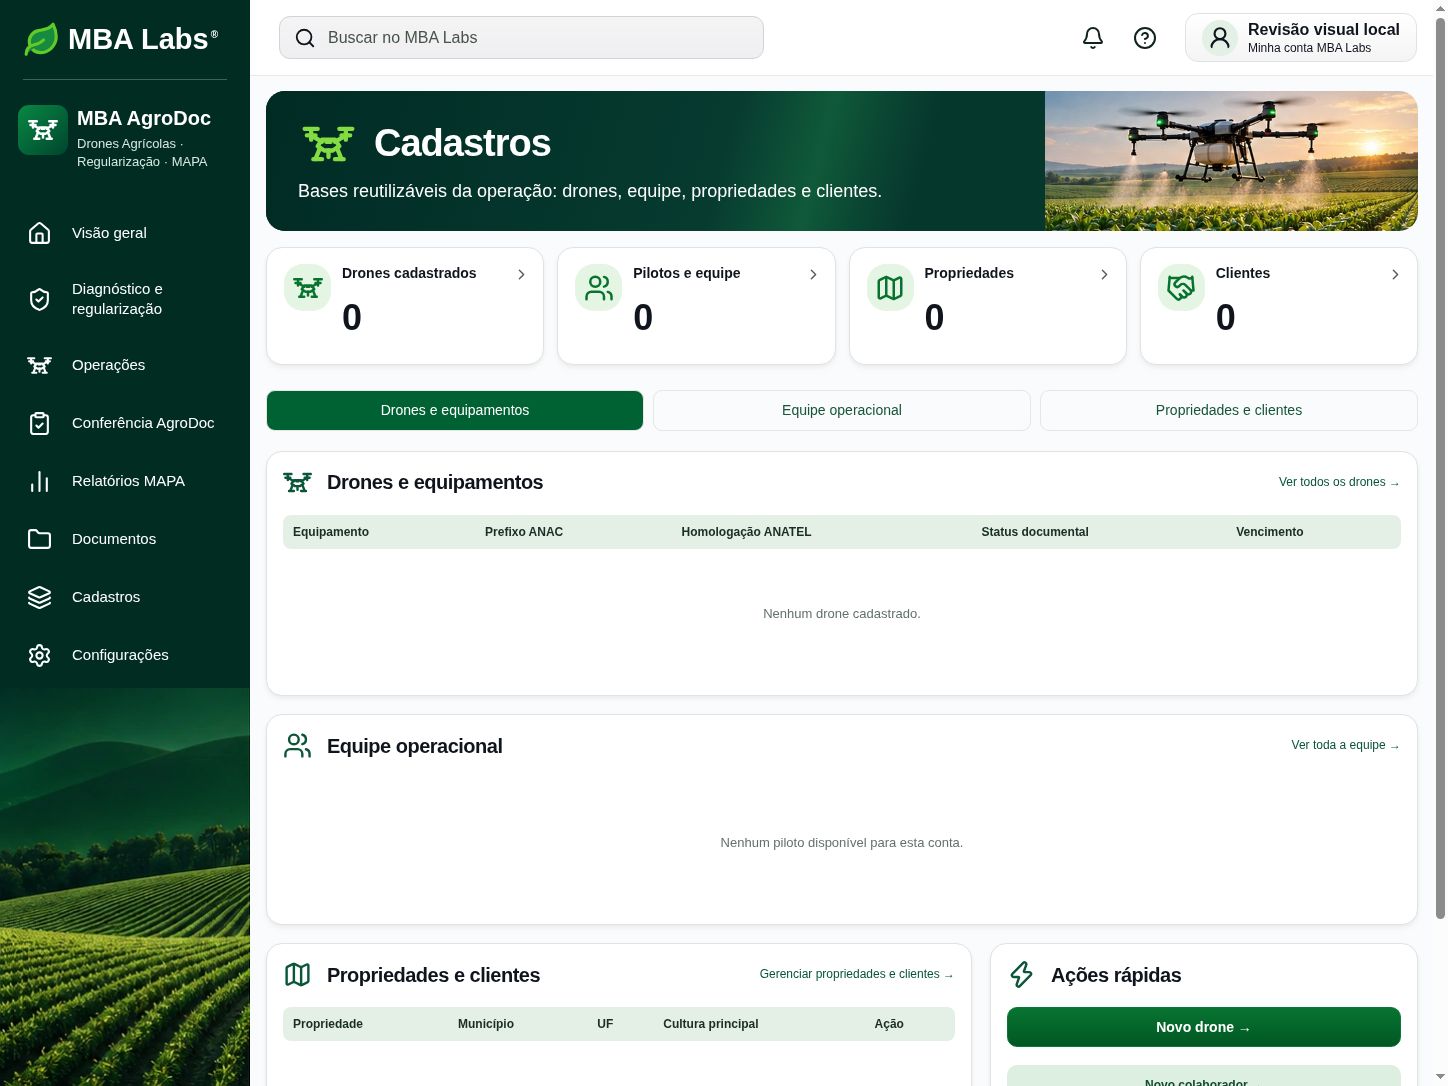 MBA Labs®
MBA AgroDoc
Drones Agrícolas ·
Regularização · MAPA
Visão geral
Diagnóstico e
regularização
Operações
Conferência AgroDoc
Relatórios MAPA
Documentos
Cadastros
Configurações
Buscar no MBA Labs
Revisão visual local
Minha conta MBA Labs
Cadastros
Bases reutilizáveis da operação: drones, equipe, propriedades e clientes.
Drones cadastrados
0
Pilotos e equipe
0
Propriedades
0
Clientes
0
Drones e equipamentos
Equipe operacional
Propriedades e clientes
Drones e equipamentos
Ver todos os drones →
Equipamento Prefixo ANAC Homologação ANATEL Status documental Vencimento
Nenhum drone cadastrado.
Equipe operacional
Ver toda a equipe →
Nenhum piloto disponível para esta conta.
Propriedades e clientes
Gerenciar propriedades e clientes →
Propriedade Município UF Cultura principal Ação
Ações rápidas
Novo drone →
Novo colaborador